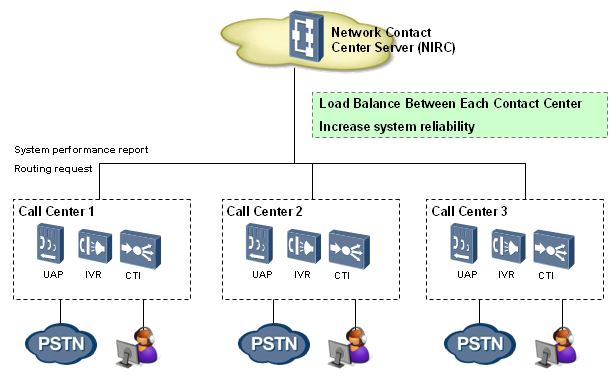 Network Contact
Center Server (NIRC)
Load Balance Between Each Contact Center
Increase system reliability
System performance report
Routing request
Call Center 1
UAP IVR CTI
Call Center 2
UAP IVR CTI
Call Center 3
UAP IVR CTI
PSTN
PSTN
PSTN